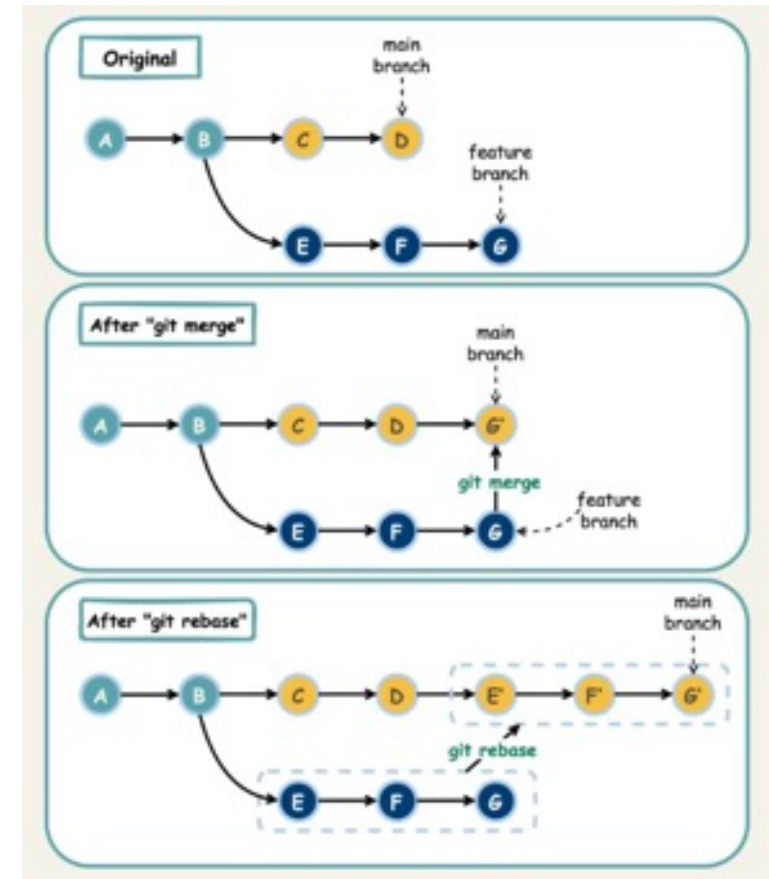 Original
main
branch
A B C D
feature
branch
E F G
After "git merge"
main
branch
A B C D G'
git merge
feature
branch
E F G
After "git rebase"
main
branch
A B C D E' F' G'
git rebase
E F G